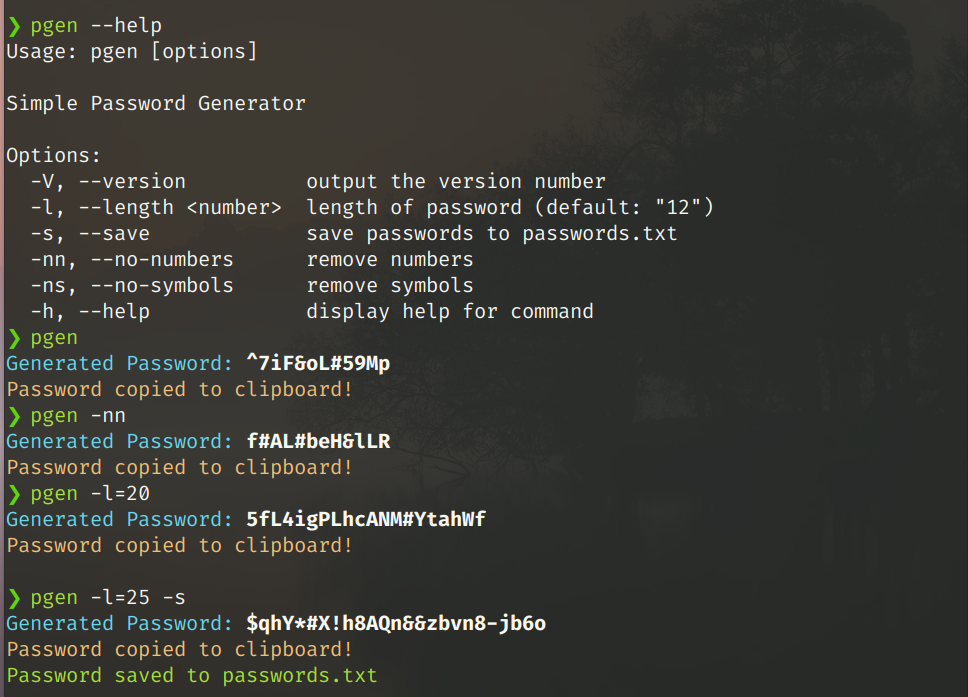 ❯ pgen --help
Usage: pgen [options]

Simple Password Generator

Options:
  -V, --version          output the version number
  -l, --length <number>  length of password (default: "12")
  -s, --save             save passwords to passwords.txt
  -nn, --no-numbers      remove numbers
  -ns, --no-symbols      remove symbols
  -h, --help             display help for command
❯ pgen
Generated Password: ^7iF&oL#59Mp
Password copied to clipboard!
❯ pgen -nn
Generated Password: f#AL#beH&lLR
Password copied to clipboard!
❯ pgen -l=20
Generated Password: 5fL4igPLhcANM#YtahWf
Password copied to clipboard!

❯ pgen -l=25 -s
Generated Password: $qhY*#X!h8AQn&&zbvn8-jb6o
Password copied to clipboard!
Password saved to passwords.txt